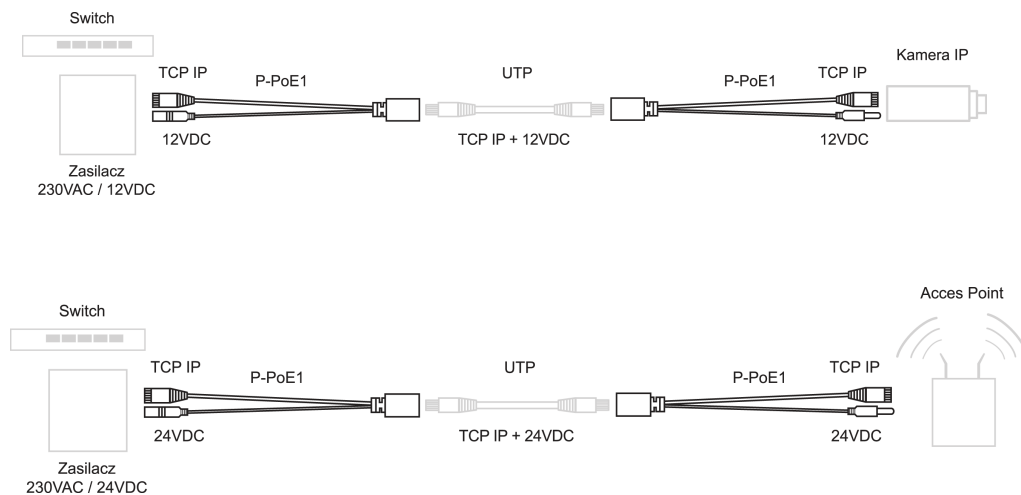 Switch
Kamera IP
TCP IP
P-PoE1
UTP
P-PoE1
TCP IP
12VDC
TCP IP + 12VDC
12VDC
Zasilacz
230VAC / 12VDC
Acces Point
Switch
TCP IP
P-PoE1
UTP
P-PoE1
TCP IP
24VDC
TCP IP + 24VDC
24VDC
Zasilacz
230VAC / 24VDC